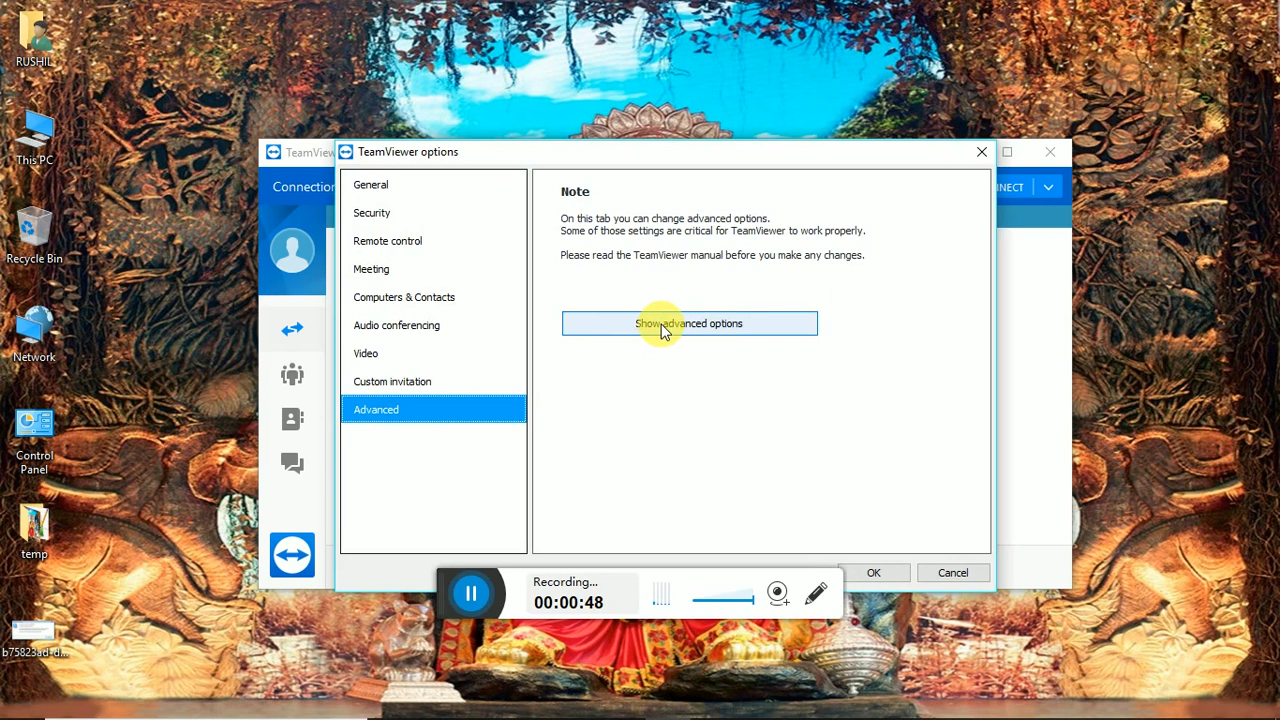 RUSHIL
This PC
Recycle Bin
Network
Control
Panel
temp
b75823ad-d...
TeamView
Connection
NNECT
TeamViewer options
General
Security
Remote control
Meeting
Computers & Contacts
Audio conferencing
Video
Custom invitation
Advanced
Note
On this tab you can change advanced options.
Some of those settings are critical for TeamViewer to work properly.
Please read the TeamViewer manual before you make any changes.
Show advanced options
OK
Cancel
Recording...
00:00:48